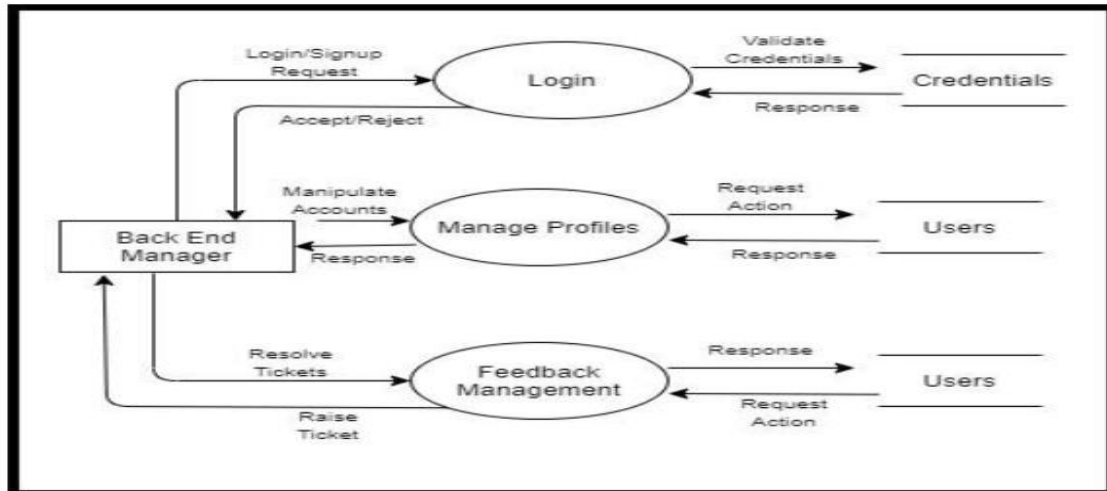 Login/Signup
Request
Login
Validate
Credentials
Credentials
Response
Accept/Reject
Manipulate
Accounts
Manage Profiles
Request
Action
Users
Response
Back End
Manager
Response
Resolve
Tickets
Feedback
Management
Response
Users
Request
Action
Raise
Ticket